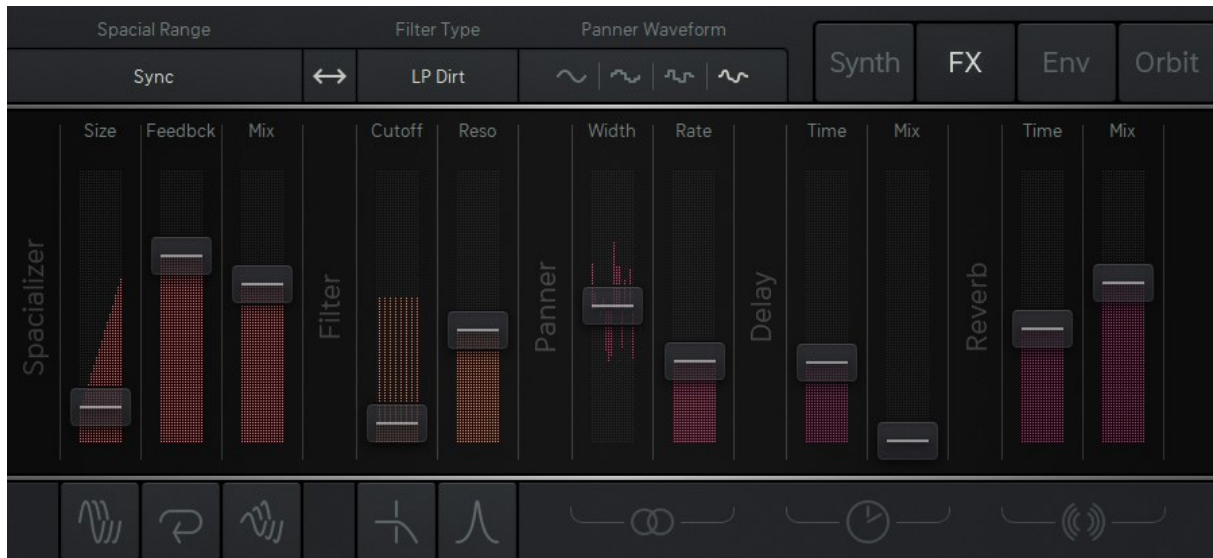 Spacial Range Filter Type Panner Waveform
Sync LP Dirt Synth FX Env Orbit
Size Feedbck Mix Cutoff Reso Width Rate Time Mix Time Mix
Spacializer
Filter
Panner
Delay
Reverb